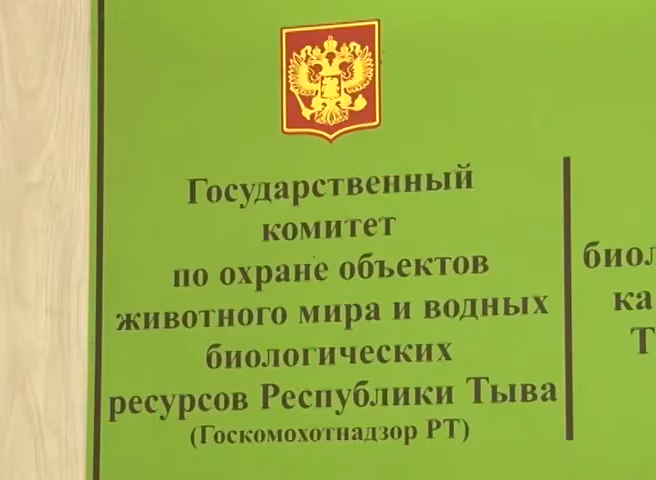 Государственный
комитет
по охране объектов
животного мира и водных
биологических
ресурсов Республики Тыва
(Госкомохотнадзор РТ)